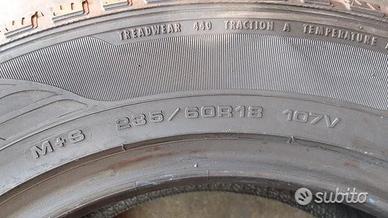 TREADWEAR 440 TRACTION A TEMPERATURE
M+S 235/60R18 107V
subito